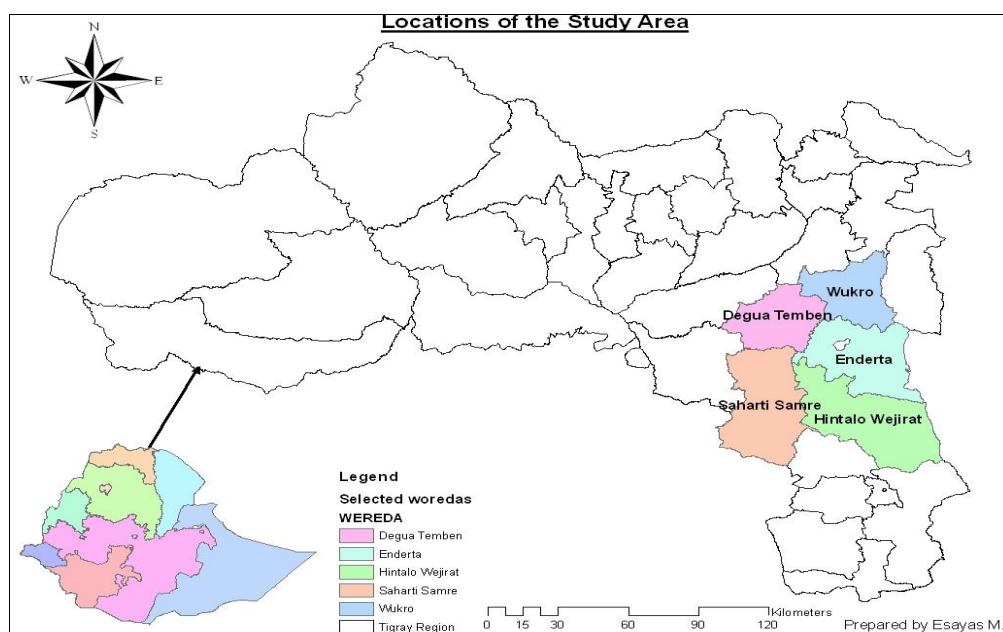 Locations of the Study Area
N
W E
S
Wukro
Degua Temben
Enderta
Saharti Samre
Hintalo Wejirat
Legend
Selected woredas
WEREDA
Degua Temben
Enderta
Hintalo Wejirat
Saharti Samre
Wukro
Tigray Region
Kilometers
0 15 30 60 90 120
Prepared by Esayas M.